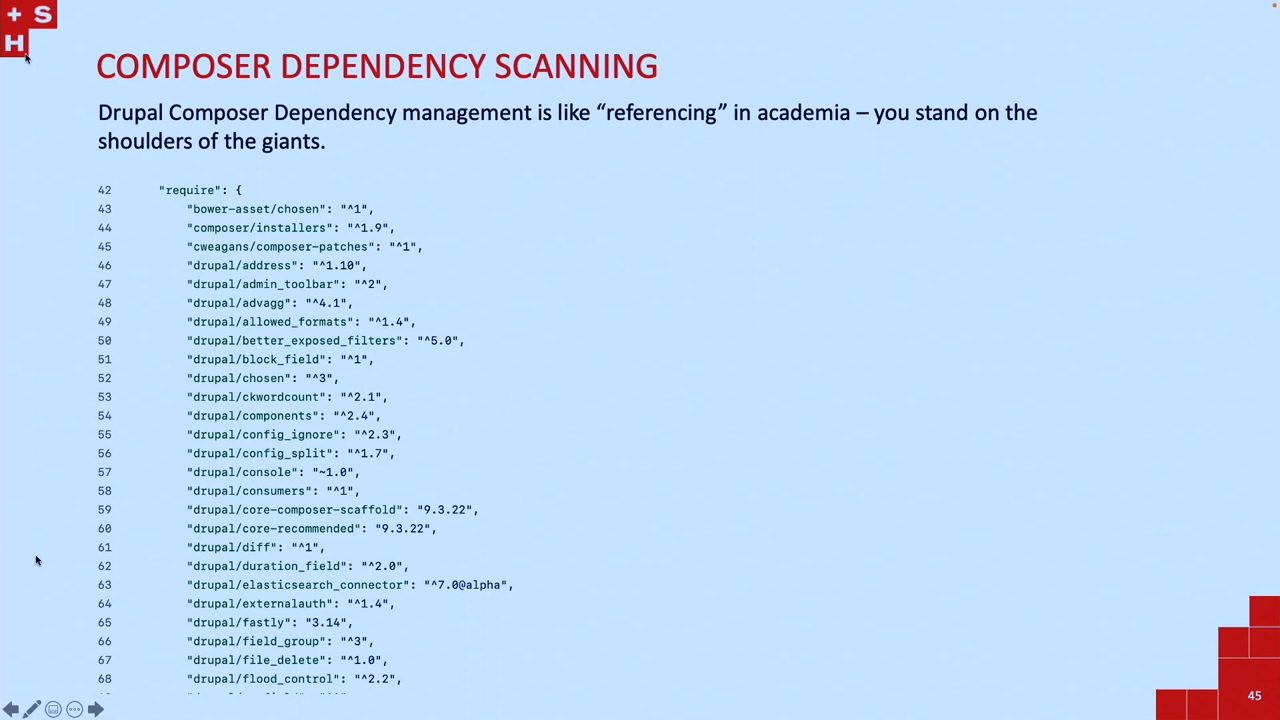 + S
H
COMPOSER DEPENDENCY SCANNING
Drupal Composer Dependency management is like “referencing” in academia – you stand on the
shoulders of the giants.
42 "require": {
43 "bower-asset/chosen": "^1",
44 "composer/installers": "^1.9",
45 "cweagans/composer-patches": "^1",
46 "drupal/address": "^1.10",
47 "drupal/admin_toolbar": "^2",
48 "drupal/advagg": "^4.1",
49 "drupal/allowed_formats": "^1.4",
50 "drupal/better_exposed_filters": "^5.0",
51 "drupal/block_field": "^1",
52 "drupal/chosen": "^3",
53 "drupal/ckwordcount": "^2.1",
54 "drupal/components": "^2.4",
55 "drupal/config_ignore": "^2.3",
56 "drupal/config_split": "^1.7",
57 "drupal/console": "~1.0",
58 "drupal/consumers": "^1",
59 "drupal/core-composer-scaffold": "9.3.22",
60 "drupal/core-recommended": "9.3.22",
61 "drupal/diff": "^1",
62 "drupal/duration_field": "^2.0",
63 "drupal/elasticsearch_connector": "^7.0@alpha",
64 "drupal/externalauth": "^1.4",
65 "drupal/fastly": "3.14",
66 "drupal/field_group": "^3",
67 "drupal/file_delete": "^1.0",
68 "drupal/flood_control": "^2.2",
45